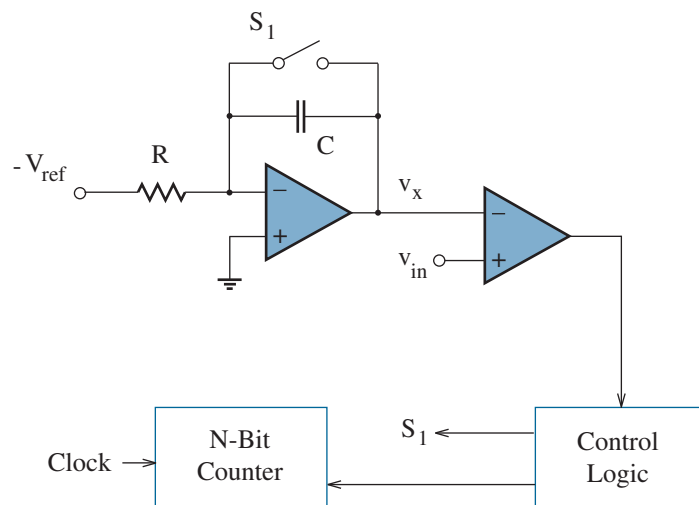 S1
R
C
- Vref
−
+
vx
−
vin
+
S1
N-Bit
Counter
Control
Logic
Clock